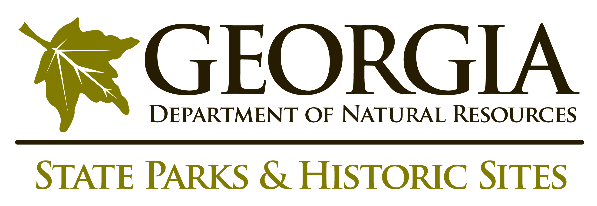 GEORGIA
DEPARTMENT OF NATURAL RESOURCES
STATE PARKS & HISTORIC SITES